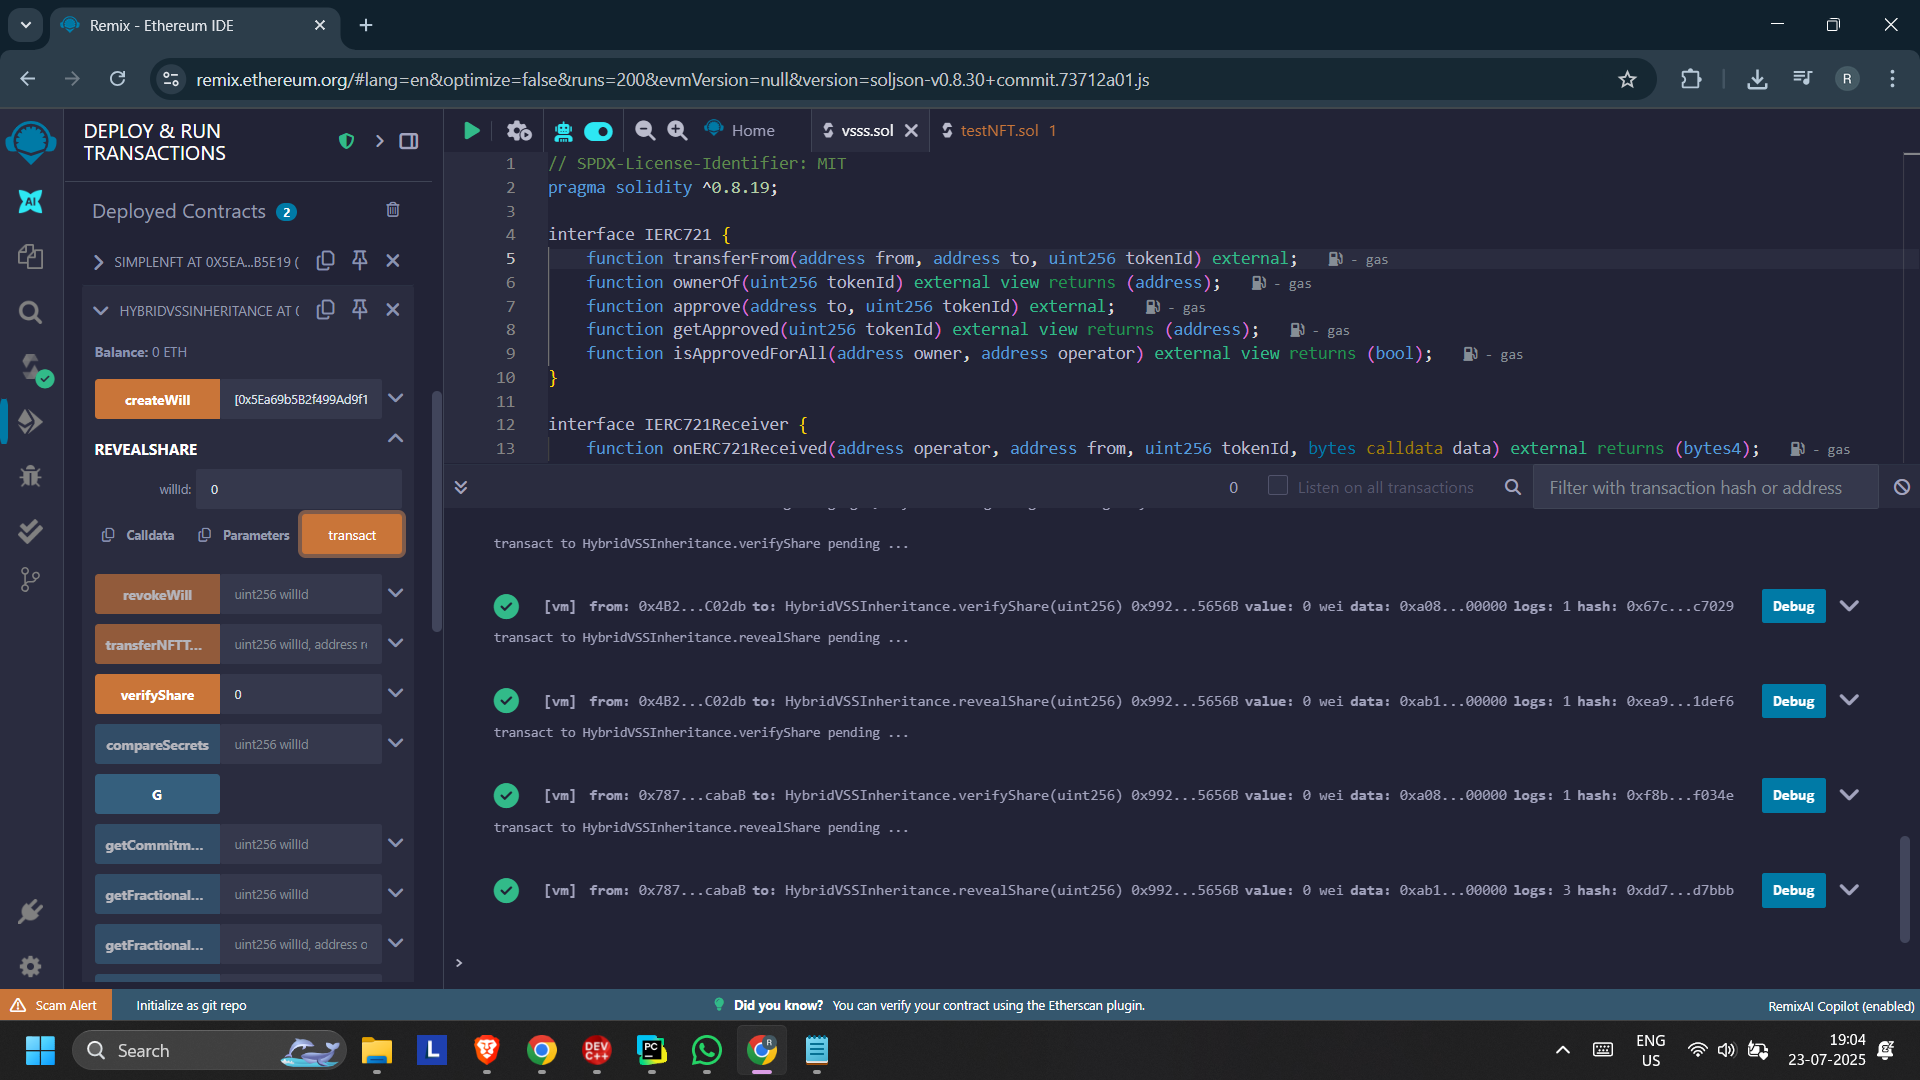 Remix - Ethereum IDE
remix.ethereum.org/#lang=en&optimize=false&runs=200&evmVersion=null&version=soljson-v0.8.30+commit.73712a01.js
R
DEPLOY & RUN
TRANSACTIONS
Deployed Contracts 2
SIMPLENFT AT 0X5EA...B5E19 (
HYBRIDVSSINHERITANCE AT (
Balance: 0 ETH
createWill [0x5Ea69b5B2f499Ad9f1
REVEALSHARE
willId: 0
Calldata Parameters transact
revokeWill uint256 willId
transferNFTT... uint256 willId, address re
verifyShare 0
compareSecrets uint256 willId
G
getCommitm... uint256 willId
getFractional... uint256 willId
getFractional... uint256 willId, address o
AI
Home vsss.sol testNFT.sol 1
1 // SPDX-License-Identifier: MIT
2 pragma solidity ^0.8.19;
3
4 interface IERC721 {
5 function transferFrom(address from, address to, uint256 tokenId) external; - gas
6 function ownerOf(uint256 tokenId) external view returns (address); - gas
7 function approve(address to, uint256 tokenId) external; - gas
8 function getApproved(uint256 tokenId) external view returns (address); - gas
9 function isApprovedForAll(address owner, address operator) external view returns (bool); - gas
10 }
11
12 interface IERC721Receiver {
13 function onERC721Received(address operator, address from, uint256 tokenId, bytes calldata data) external returns (bytes4); - gas
0 Listen on all transactions Filter with transaction hash or address
transact to HybridVSSInheritance.verifyShare pending ...
[vm] from: 0x4B2...C02db to: HybridVSSInheritance.verifyShare(uint256) 0x992...5656B value: 0 wei data: 0xa08...00000 logs: 1 hash: 0x67c...c7029 Debug
transact to HybridVSSInheritance.revealShare pending ...
[vm] from: 0x4B2...C02db to: HybridVSSInheritance.revealShare(uint256) 0x992...5656B value: 0 wei data: 0xab1...00000 logs: 1 hash: 0xea9...1def6 Debug
transact to HybridVSSInheritance.verifyShare pending ...
[vm] from: 0x787...cabaB to: HybridVSSInheritance.verifyShare(uint256) 0x992...5656B value: 0 wei data: 0xa08...00000 logs: 1 hash: 0xf8b...f034e Debug
transact to HybridVSSInheritance.revealShare pending ...
[vm] from: 0x787...cabaB to: HybridVSSInheritance.revealShare(uint256) 0x992...5656B value: 0 wei data: 0xab1...00000 logs: 3 hash: 0xdd7...d7bbb Debug
>
Scam Alert Initialize as git repo Did you know? You can verify your contract using the Etherscan plugin. RemixAI Copilot (enabled)
Search L DEV C++ PC R ENG
US
19:04
23-07-2025